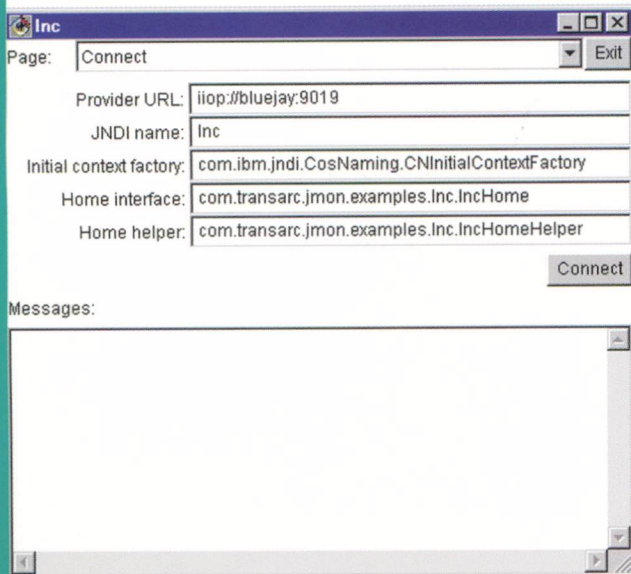 Inc
Page: Connect Exit
Provider URL: iiop://bluejay:9019
JNDI name: Inc
Initial context factory: com.ibm.jndi.CosNaming.CNInitialContextFactory
Home interface: com.transarc.jmon.examples.Inc.IncHome
Home helper: com.transarc.jmon.examples.Inc.IncHomeHelper
Connect
Messages: